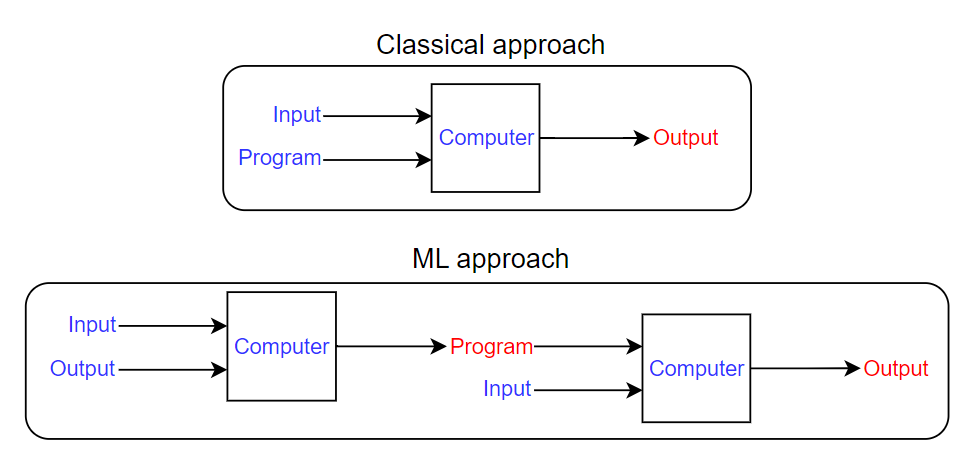 Classical approach
Input
Program
Computer
Output
ML approach
Input
Output
Computer
Program
Input
Computer
Output